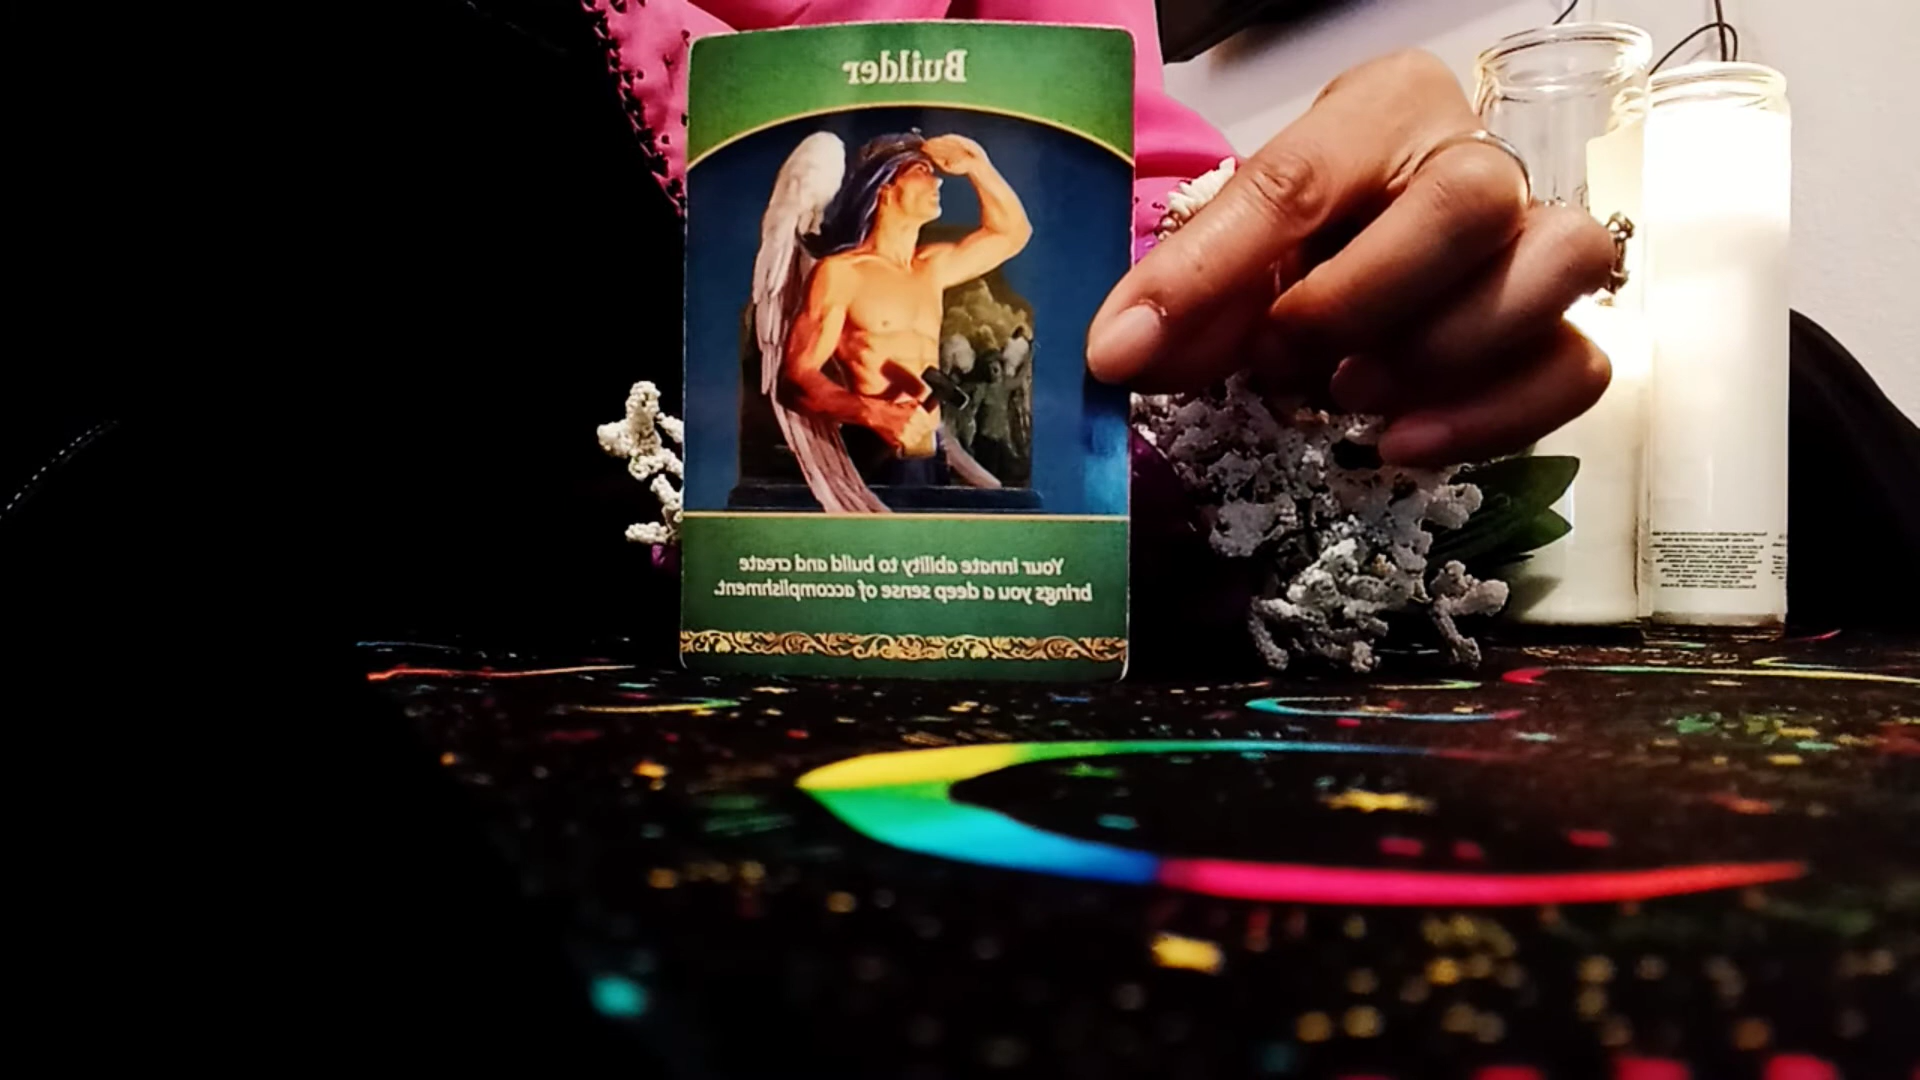 Builder
Your innate ability to build and create
brings you a deep sense of accomplishment.